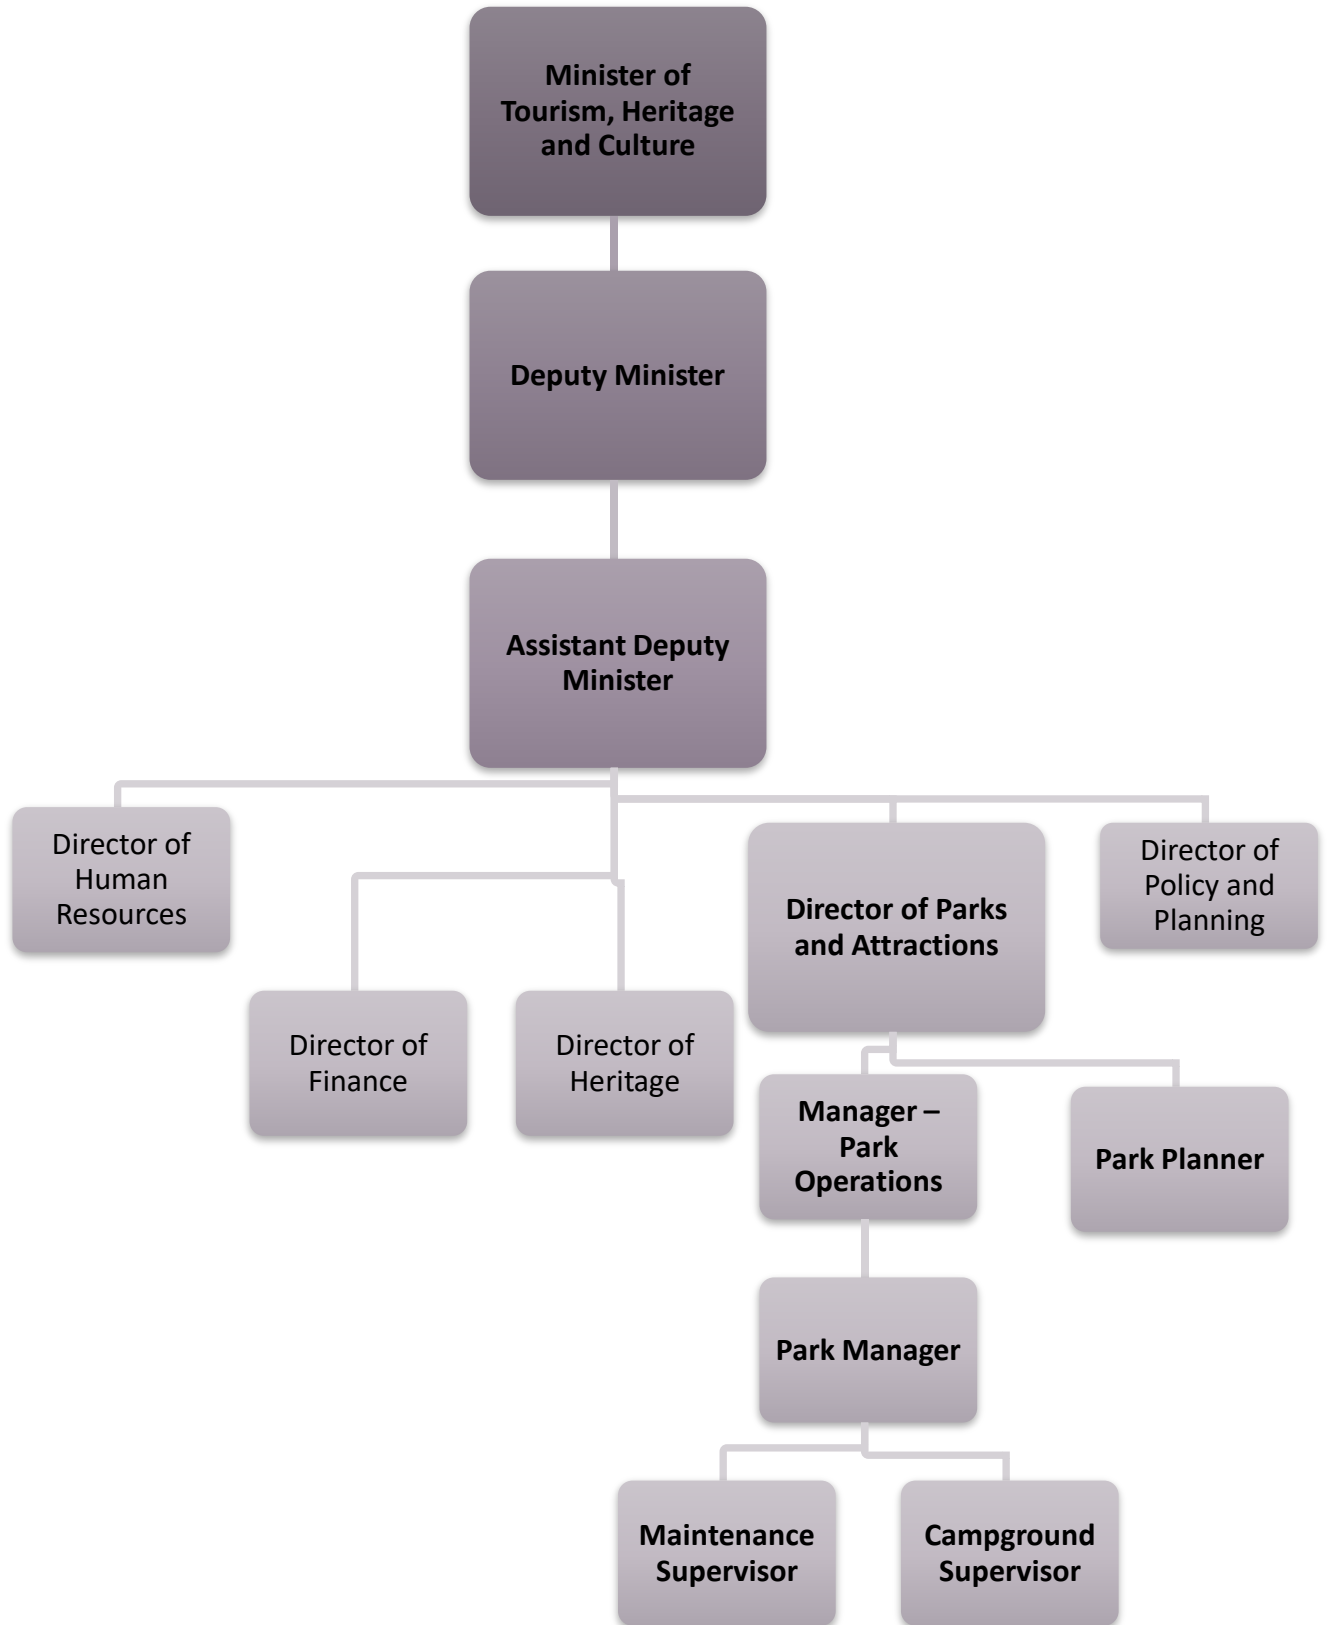 Minister of
Tourism, Heritage
and Culture
Deputy Minister
Assistant Deputy
Minister
Director of
Human
Resources
Director of
Finance
Director of
Heritage
Director of Parks
and Attractions
Director of
Policy and
Planning
Manager –
Park
Operations
Park Planner
Park Manager
Maintenance
Supervisor
Campground
Supervisor